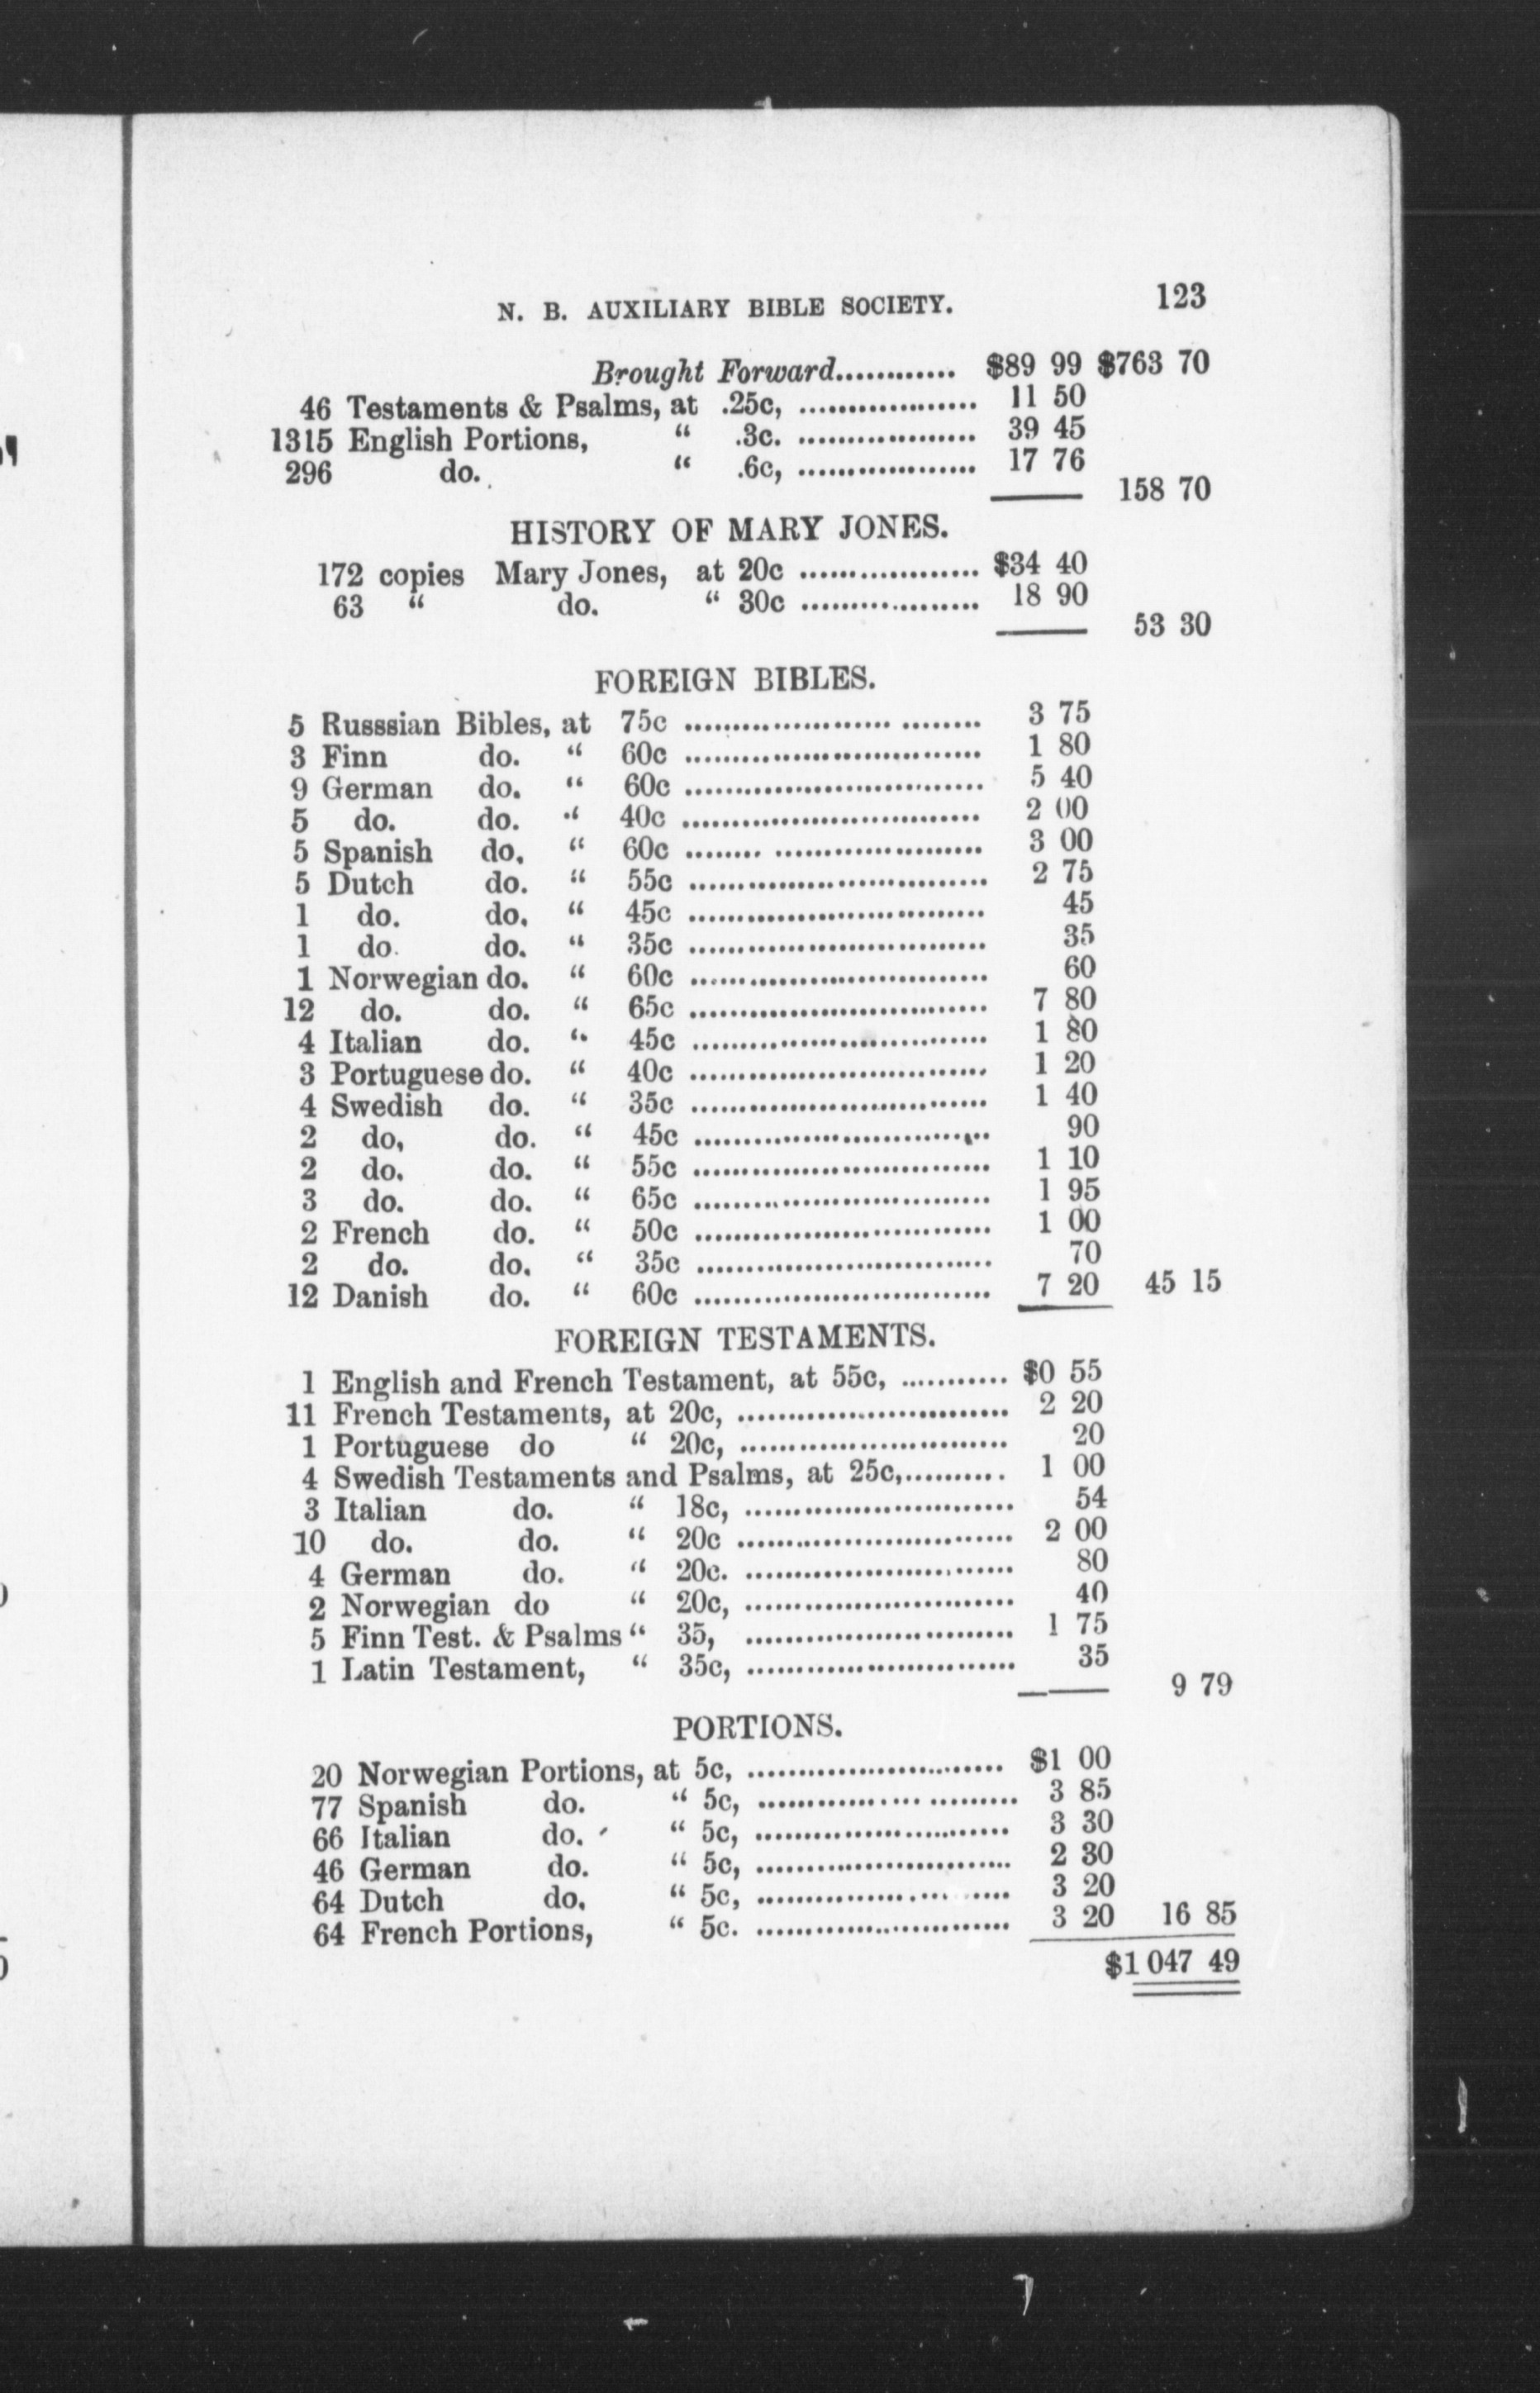 N. B. AUXILIARY BIBLE SOCIETY. 123
Brought Forward............ $89 99 $763 70
46 Testaments & Psalms, at .25c, .................. 11 50
1315 English Portions, “ .3c. .................. 39 45
296 do. “ .6c, .................. 17 76
158 70
HISTORY OF MARY JONES.
172 copies Mary Jones, at 20c .................. $34 40
63 “ do. “ 30c .................. 18 90
53 30
FOREIGN BIBLES.
5 Russsian Bibles, at 75c .............................. 3 75
3 Finn do. “ 60c .............................. 1 80
9 German do. “ 60c .............................. 5 40
5 do. do. “ 40c .............................. 2 00
5 Spanish do. “ 60c .............................. 3 00
5 Dutch do. “ 55c .............................. 2 75
1 do. do. “ 45c .............................. 45
1 do. do. “ 35c .............................. 35
1 Norwegian do. “ 60c .............................. 60
12 do. do. “ 65c .............................. 7 80
4 Italian do. “ 45c .............................. 1 80
3 Portuguese do. “ 40c .............................. 1 20
4 Swedish do. “ 35c .............................. 1 40
2 do, do. “ 45c .............................. 90
2 do. do. “ 55c .............................. 1 10
3 do. do. “ 65c .............................. 1 95
2 French do. “ 50c .............................. 1 00
2 do. do. “ 35c .............................. 70
12 Danish do. “ 60c .............................. 7 20 45 15
FOREIGN TESTAMENTS.
1 English and French Testament, at 55c, ........... $0 55
11 French Testaments, at 20c, ........................... 2 20
1 Portuguese do “ 20c, ........................... 20
4 Swedish Testaments and Psalms, at 25c,.......... 1 00
3 Italian do. “ 18c, ........................... 54
10 do. do. “ 20c ........................... 2 00
4 German do. “ 20c. ........................... 80
2 Norwegian do “ 20c, ........................... 40
5 Finn Test. & Psalms “ 35, ........................... 1 75
1 Latin Testament, “ 35c, ........................... 35
9 79
PORTIONS.
20 Norwegian Portions, at 5c, .......................... $1 00
77 Spanish do. “ 5c, .......................... 3 85
66 Italian do. “ 5c, .......................... 3 30
46 German do. “ 5c, .......................... 2 30
64 Dutch do. “ 5c, .......................... 3 20
64 French Portions, “ 5c. .......................... 3 20 16 85
$1 047 49